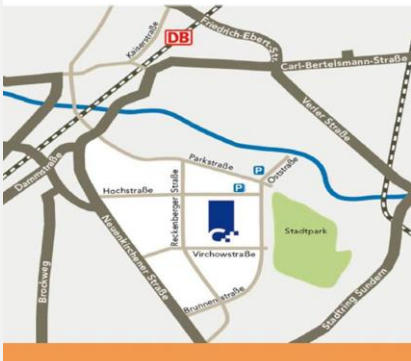 Kaiserstraße
DB
Friedrich-Ebert-Str.
Carl-Bertelsmann-Straße
Verler Straße
Dammstraße
Parkstraße
P
Oststraße
Hochstraße
P
Reckenberger Straße
Stadtpark
Neuenkirchener Straße
Virchowstraße
Brockweg
Brunnenstraße
Stadtring Sundern